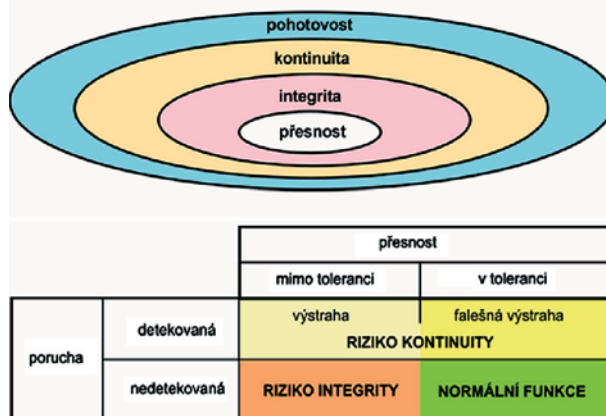 pohotovost
kontinuita
integrita
přesnost
přesnost
mimo toleranci
v toleranci
porucha
detekovaná
výstraha
falešná výstraha
RIZIKO KONTINUITY
nedetekovaná
RIZIKO INTEGRITY
NORMÁLNÍ FUNKCE